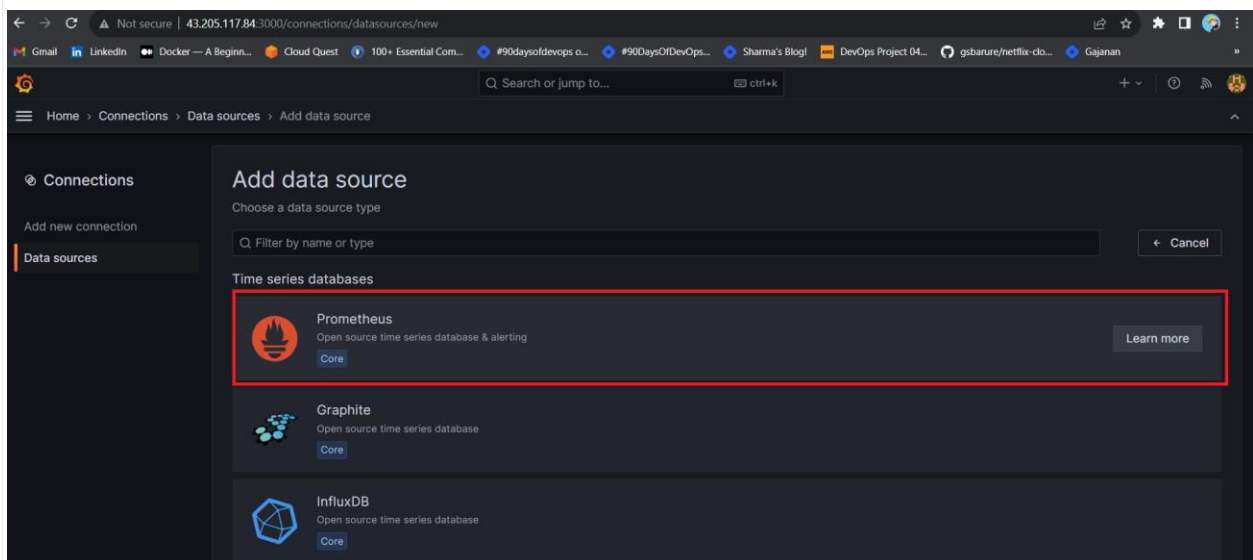 Not secure | 43.205.117.84:3000/connections/datasources/new
Gmail LinkedIn Docker — A Beginn... Cloud Quest 100+ Essential Com... #90daysofdevops o... #90DaysOfDevOps... Sharma's Blog! DevOps Project 04... gsbarure/netflix-clo... Gajanan »
Search or jump to... ctrl+k
Home › Connections › Data sources › Add data source
Connections
Add new connection
Data sources
Add data source
Choose a data source type
Filter by name or type
← Cancel
Time series databases
Prometheus
Open source time series database & alerting
Core
Learn more
Graphite
Open source time series database
Core
InfluxDB
Open source time series database
Core